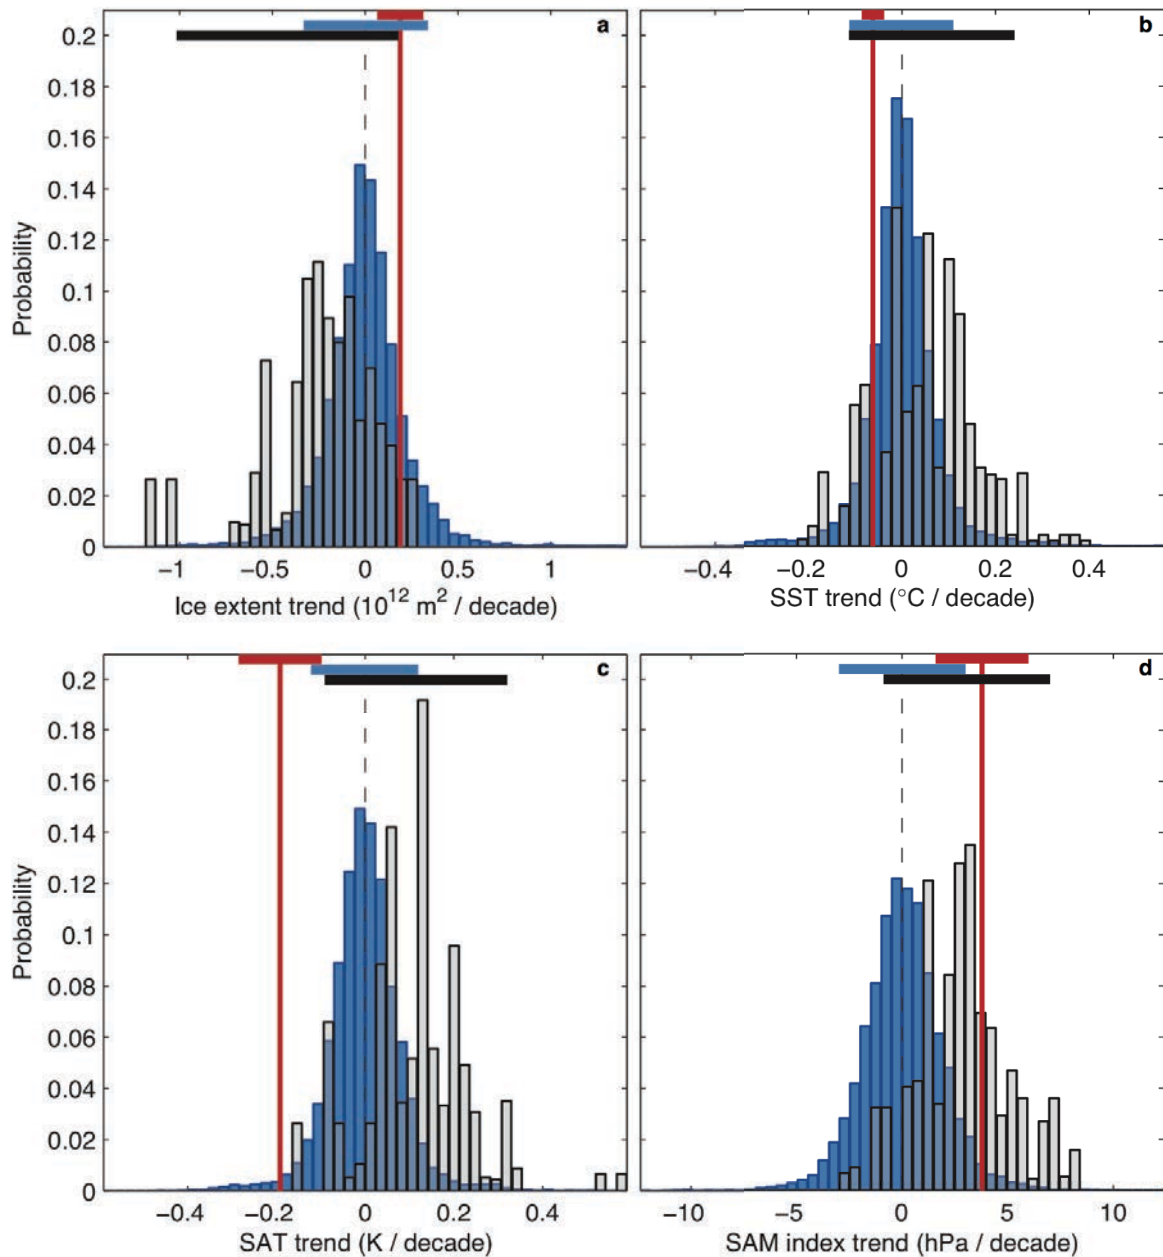 a
0.2
0.18
0.16
0.14
0.12
0.1
0.08
0.06
0.04
0.02
0
Probability
−1 −0.5 0 0.5 1
Ice extent trend (10¹² m² / decade)
b
−0.4 −0.2 0 0.2 0.4
SST trend (°C / decade)
c
0.2
0.18
0.16
0.14
0.12
0.1
0.08
0.06
0.04
0.02
0
Probability
−0.4 −0.2 0 0.2 0.4
SAT trend (K / decade)
d
−10 −5 0 5 10
SAM index trend (hPa / decade)